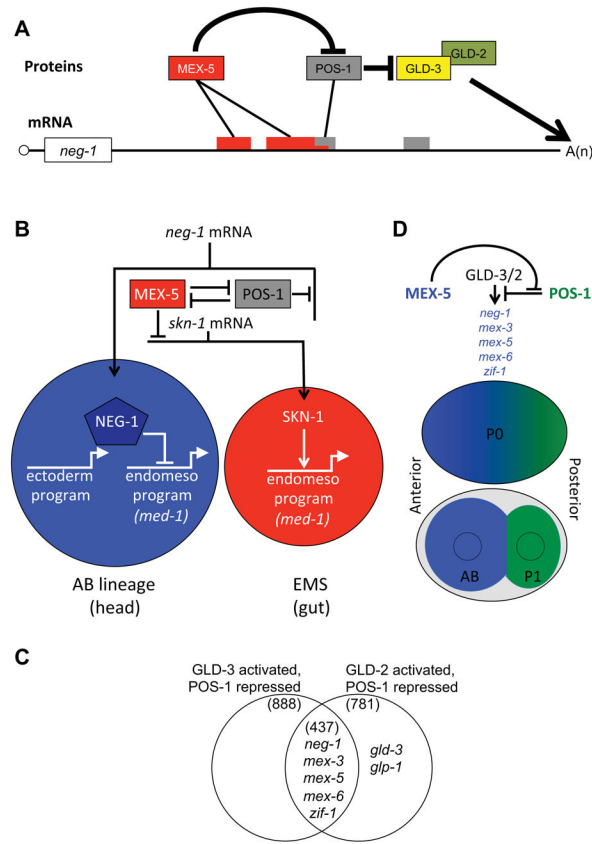 A
Proteins
MEX-5
POS-1
GLD-3
GLD-2
mRNA
neg-1
A(n)
B
neg-1 mRNA
MEX-5
POS-1
skn-1 mRNA
NEG-1
ectoderm
program
endomeso
program
(med-1)
SKN-1
endomeso
program
(med-1)
AB lineage
(head)
EMS
(gut)
D
GLD-3/2
MEX-5
POS-1
neg-1
mex-3
mex-5
mex-6
zif-1
P0
Anterior
Posterior
AB
P1
C
GLD-3 activated,
POS-1 repressed
(888)
GLD-2 activated,
POS-1 repressed
(781)
(437)
neg-1
mex-3
mex-5
mex-6
zif-1
gld-3
glp-1